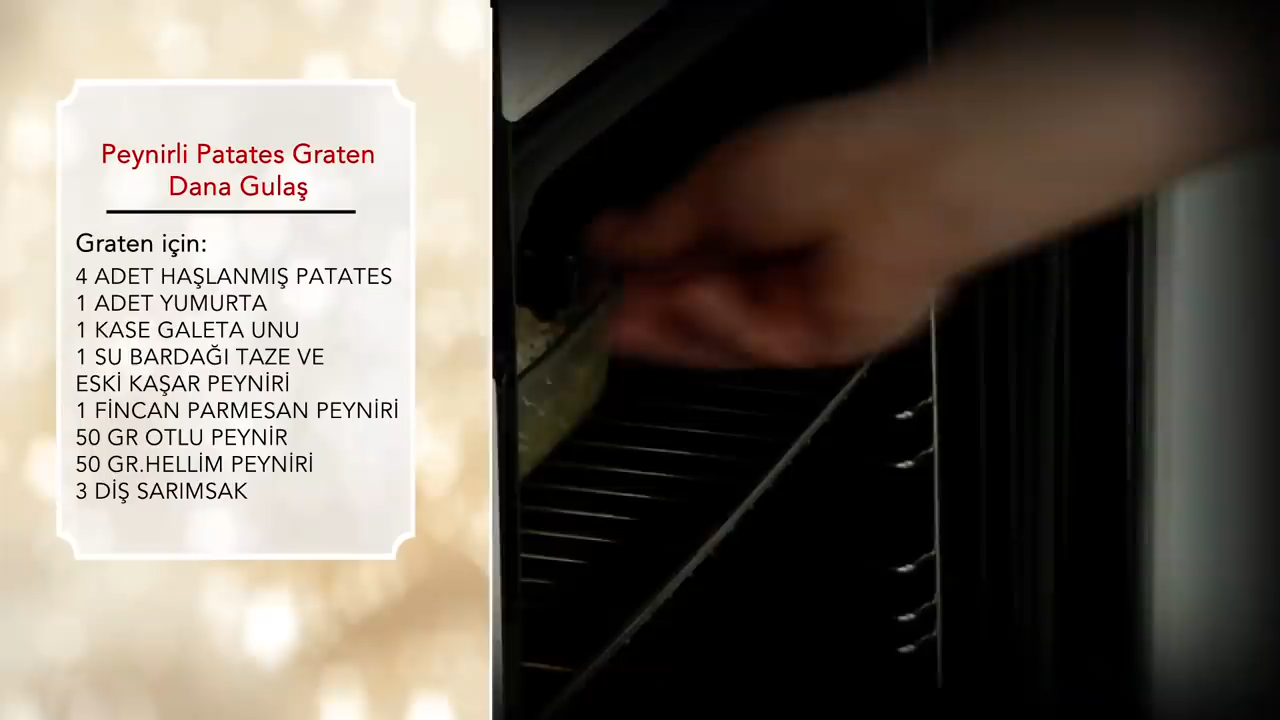 Peynirli Patates Graten
Dana Gulaş
Graten için:
4 ADET HAŞLANMIŞ PATATES
1 ADET YUMURTA
1 KASE GALETA UNU
1 SU BARDAĞI TAZE VE
ESKİ KAŞAR PEYNİRİ
1 FİNCAN PARMESAN PEYNİRİ
50 GR OTLU PEYNİR
50 GR.HELLİM PEYNİRİ
3 DİŞ SARIMSAK